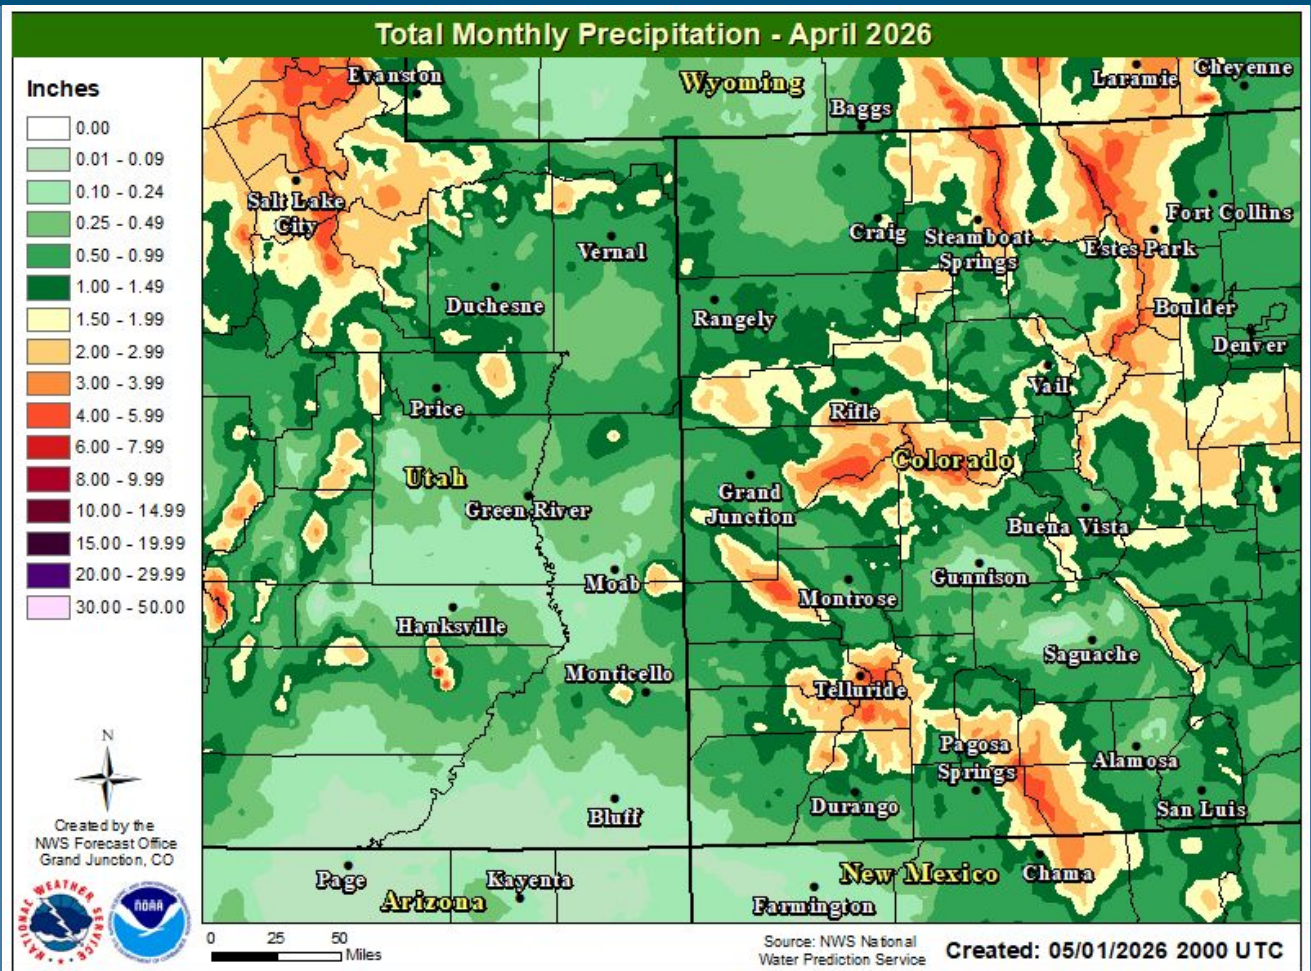 Total Monthly Precipitation - April 2026
Inches
0.00
0.01 - 0.09
0.10 - 0.24
0.25 - 0.49
0.50 - 0.99
1.00 - 1.49
1.50 - 1.99
2.00 - 2.99
3.00 - 3.99
4.00 - 5.99
6.00 - 7.99
8.00 - 9.99
10.00 - 14.99
15.00 - 19.99
20.00 - 29.99
30.00 - 50.00
Evanston
Wyoming
Laramie
Cheyenne
Baggs
Salt Lake
City
Vernal
Craig
Steamboat
Springs
Fort Collins
Estes Park
Duchesne
Rangely
Boulder
Denver
Price
Rifle
Vail
Utah
Colorado
Green River
Grand
Junction
Buena Vista
Moab
Montrose
Gunnison
Hanksville
Saguache
Monticello
Telluride
Pagosa
Springs
Alamosa
Bluff
Durango
San Luis
Page
Kayenta
Arizona
New Mexico
Chama
Farmington
N
Created by the
NWS Forecast Office
Grand Junction, CO
NATIONAL WEATHER SERVICE
NOAA
0 25 50
Miles
Source: NWS National
Water Prediction Service
Created: 05/01/2026 2000 UTC